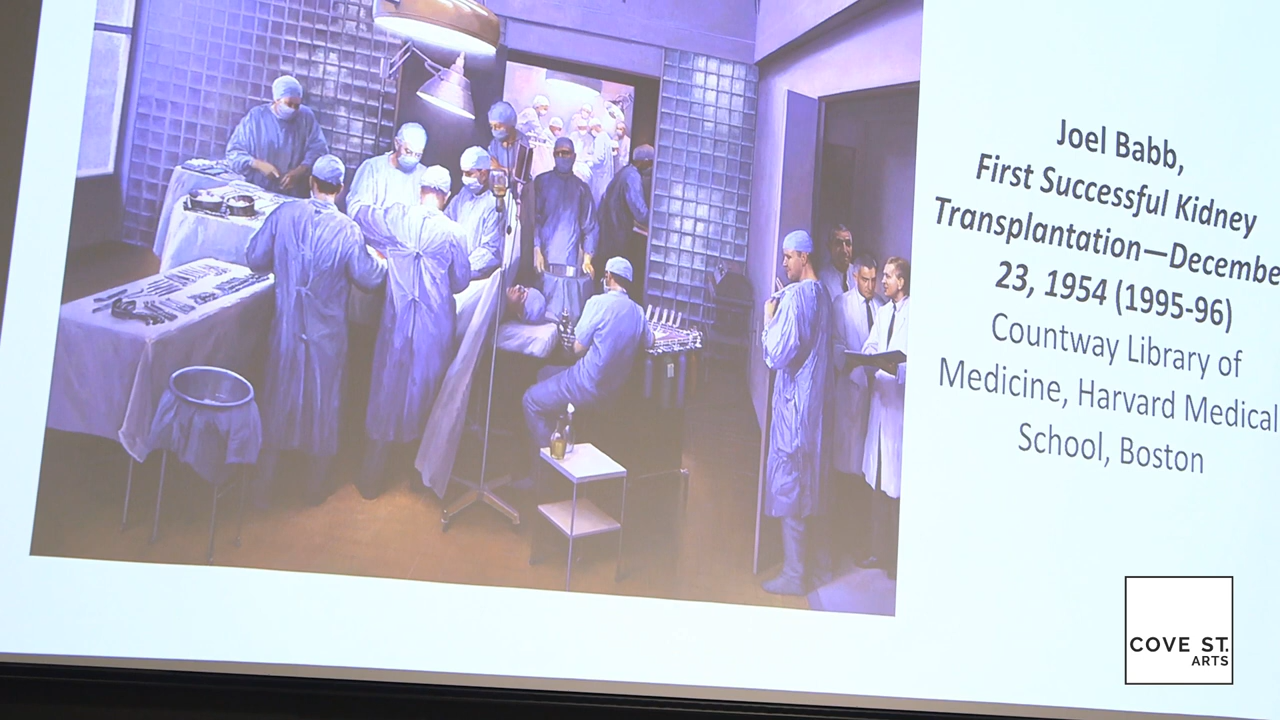 Joel Babb,
First Successful Kidney
Transplantation—Decembe
23, 1954 (1995-96)
Countway Library of
Medicine, Harvard Medical
School, Boston
COVE ST.
ARTS